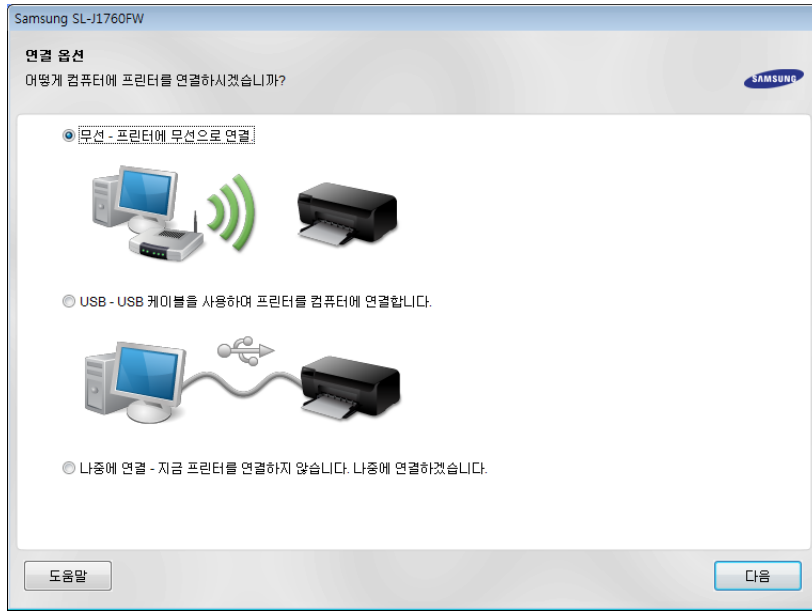 Samsung SL-J1760FW
연결 옵션
어떻게 컴퓨터에 프린터를 연결하시겠습니까?
SAMSUNG
무선 - 프린터에 무선으로 연결.
USB - USB 케이블을 사용하여 프린터를 컴퓨터에 연결합니다.
나중에 연결 - 지금 프린터를 연결하지 않습니다. 나중에 연결하겠습니다.
도움말
다음